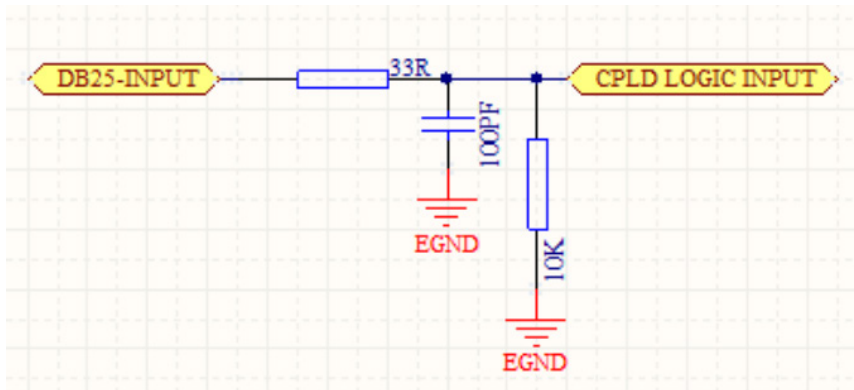 DB25-INPUT
33R
CPLD LOGIC INPUT
100PF
EGND
10K
EGND